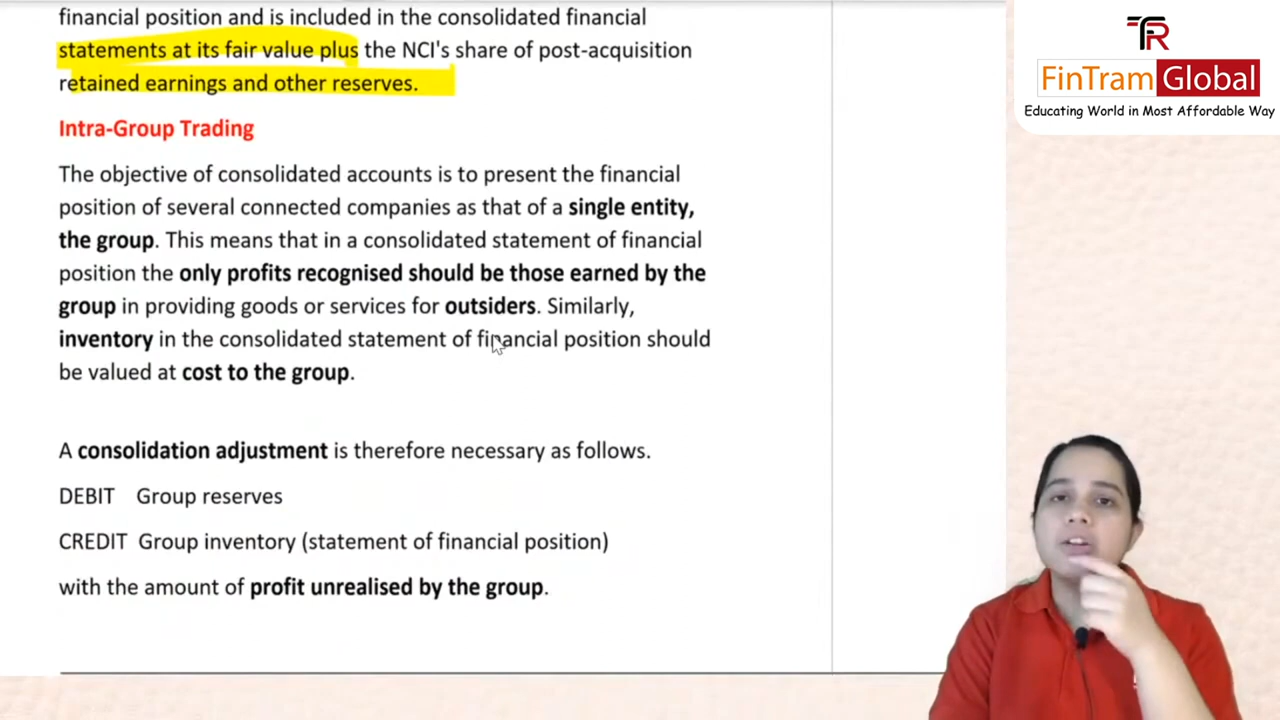 financial position and is included in the consolidated financial
statements at its fair value plus the NCI's share of post-acquisition
retained earnings and other reserves.
Intra-Group Trading
The objective of consolidated accounts is to present the financial
position of several connected companies as that of a single entity,
the group. This means that in a consolidated statement of financial
position the only profits recognised should be those earned by the
group in providing goods or services for outsiders. Similarly,
inventory in the consolidated statement of financial position should
be valued at cost to the group.
A consolidation adjustment is therefore necessary as follows.
DEBIT Group reserves
CREDIT Group inventory (statement of financial position)
with the amount of profit unrealised by the group.
TR
FinTram Global
Educating World in Most Affordable Way